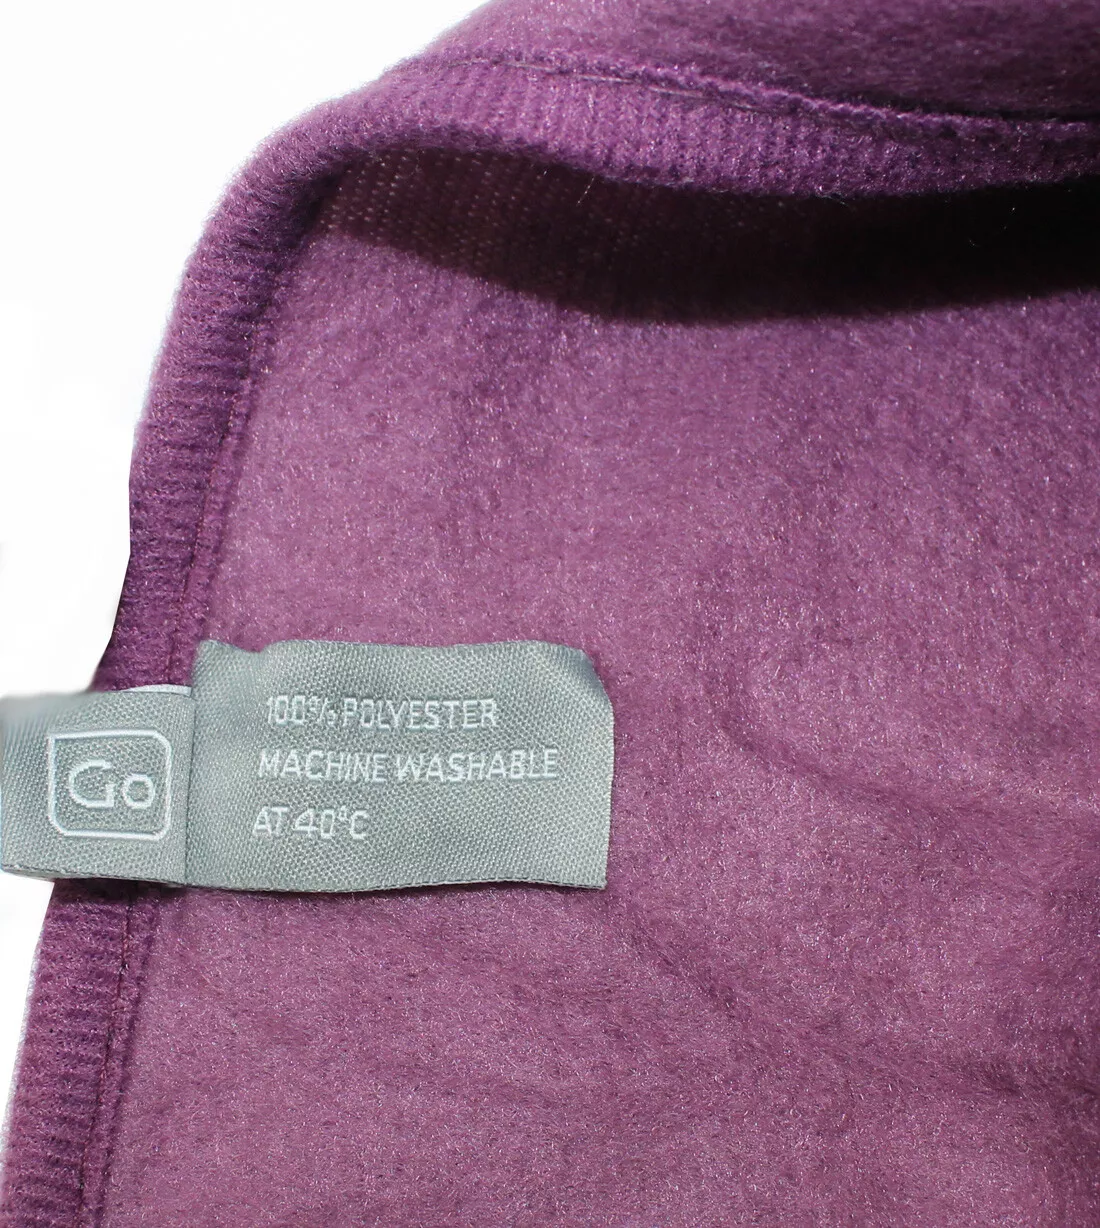 Go
100% POLYESTER
MACHINE WASHABLE
AT 40°C